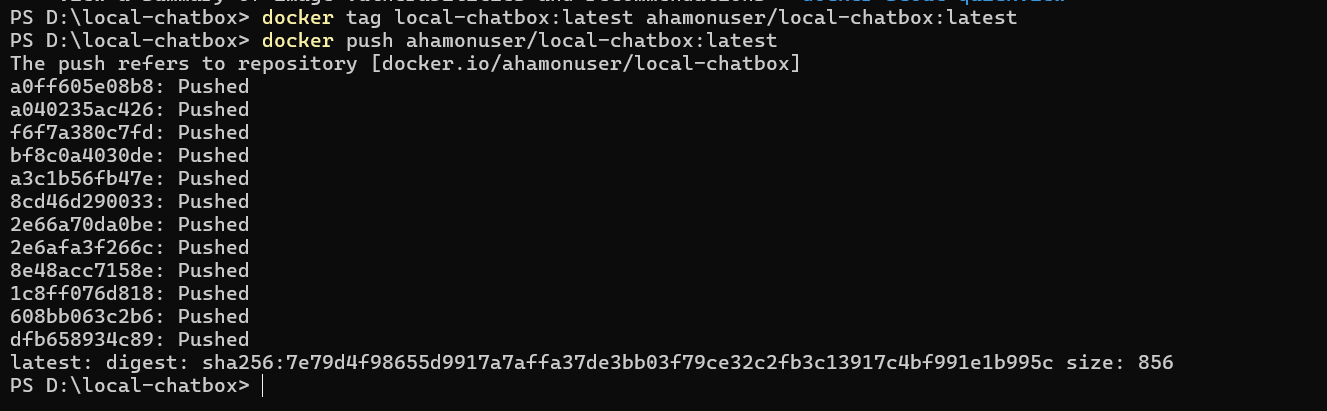 PS D:\local-chatbox> docker tag local-chatbox:latest ahamonuser/local-chatbox:latest
PS D:\local-chatbox> docker push ahamonuser/local-chatbox:latest
The push refers to repository [docker.io/ahamonuser/local-chatbox]
a0ff605e08b8: Pushed
a040235ac426: Pushed
f6f7a380c7fd: Pushed
bf8c0a4030de: Pushed
a3c1b56fb47e: Pushed
8cd46d290033: Pushed
2e66a70da0be: Pushed
2e6afa3f266c: Pushed
8e48acc7158e: Pushed
1c8ff076d818: Pushed
608bb063c2b6: Pushed
dfb658934c89: Pushed
latest: digest: sha256:7e79d4f98655d9917a7affa37de3bb03f79ce32c2fb3c13917c4bf991e1b995c size: 856
PS D:\local-chatbox>